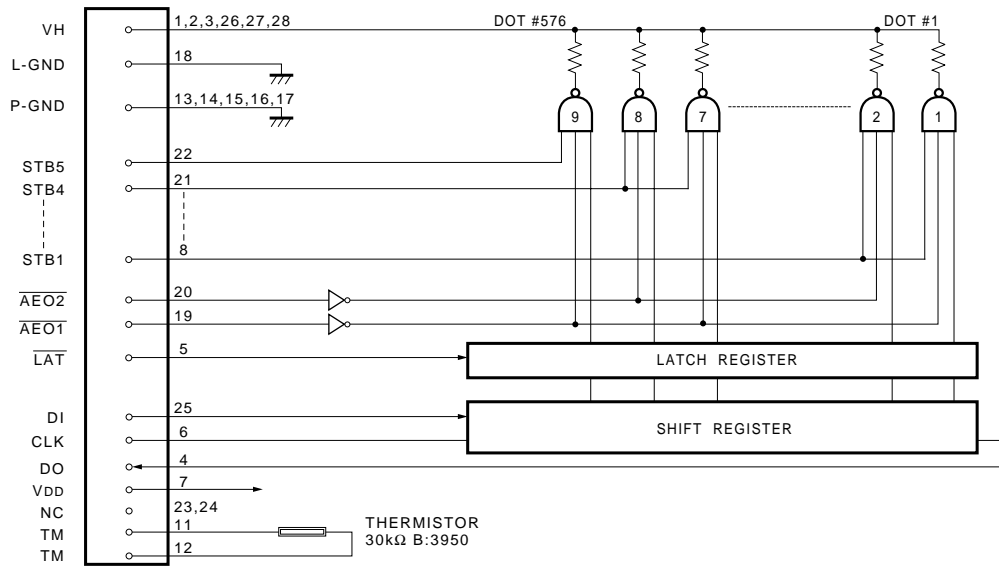 VH 1,2,3,26,27,28 DOT #576 DOT #1
L-GND 18
P-GND 13,14,15,16,17
9 8 7 2 1
STB5 22
STB4 21
STB1 8
AEO2 20
AEO1 19
LAT 5 LATCH REGISTER
DI 25
CLK 6 SHIFT REGISTER
DO 4
VDD 7
NC 23,24
TM 11 THERMISTOR
30kΩ B:3950
TM 12